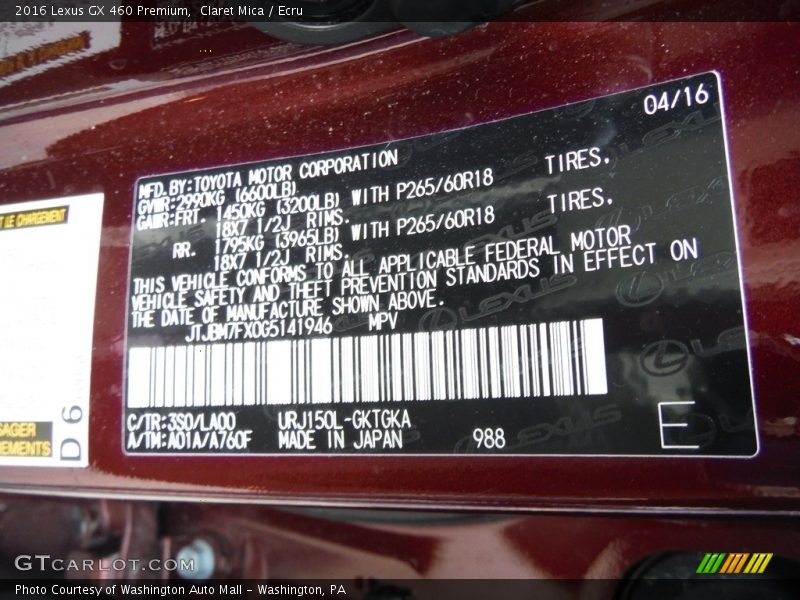 2016 Lexus GX 460 Premium,  Claret Mica / Ecru
04/16
MFD. BY: TOYOTA MOTOR CORPORATION
GVWR: 2990KG (6600LB)
GAWR: FRT. 1450KG (3200LB) WITH P265/60R18 TIRES.
18X7 1/2J RIMS.
RR. 1795KG (3965LB) WITH P265/60R18 TIRES.
18X7 1/2J RIMS.
THIS VEHICLE CONFORMS TO ALL APPLICABLE FEDERAL MOTOR
VEHICLE SAFETY AND THEFT PREVENTION STANDARDS IN EFFECT ON
THE DATE OF MANUFACTURE SHOWN ABOVE.
JTJBM7FX0G5141946 MPV
C/TR: 3S0/LA00 URJ150L-GKTGKA
A/TM: A01A/A760F MADE IN JAPAN 988
E
LEXUS
LEXUS
LE CHARGEMENT
D 6
GTCARLOT.COM
Photo Courtesy of Washington Auto Mall – Washington, PA